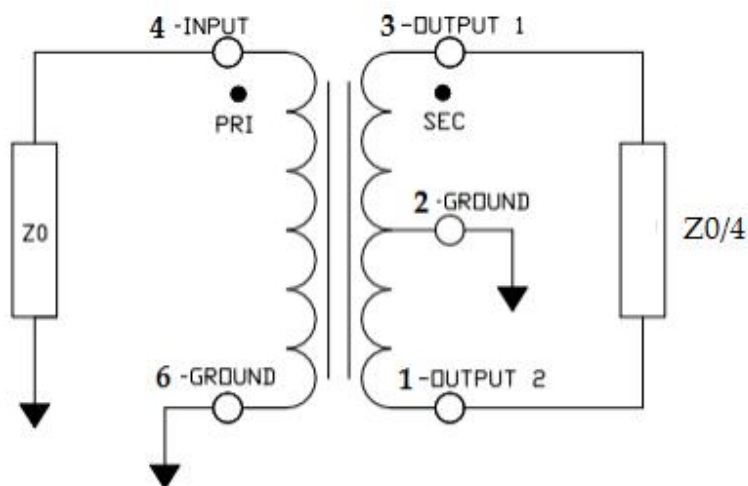 4 -INPUT
3-OUTPUT 1
PRI
SEC
2 -GROUND
Z0
Z0/4
6 -GROUND
1-OUTPUT 2